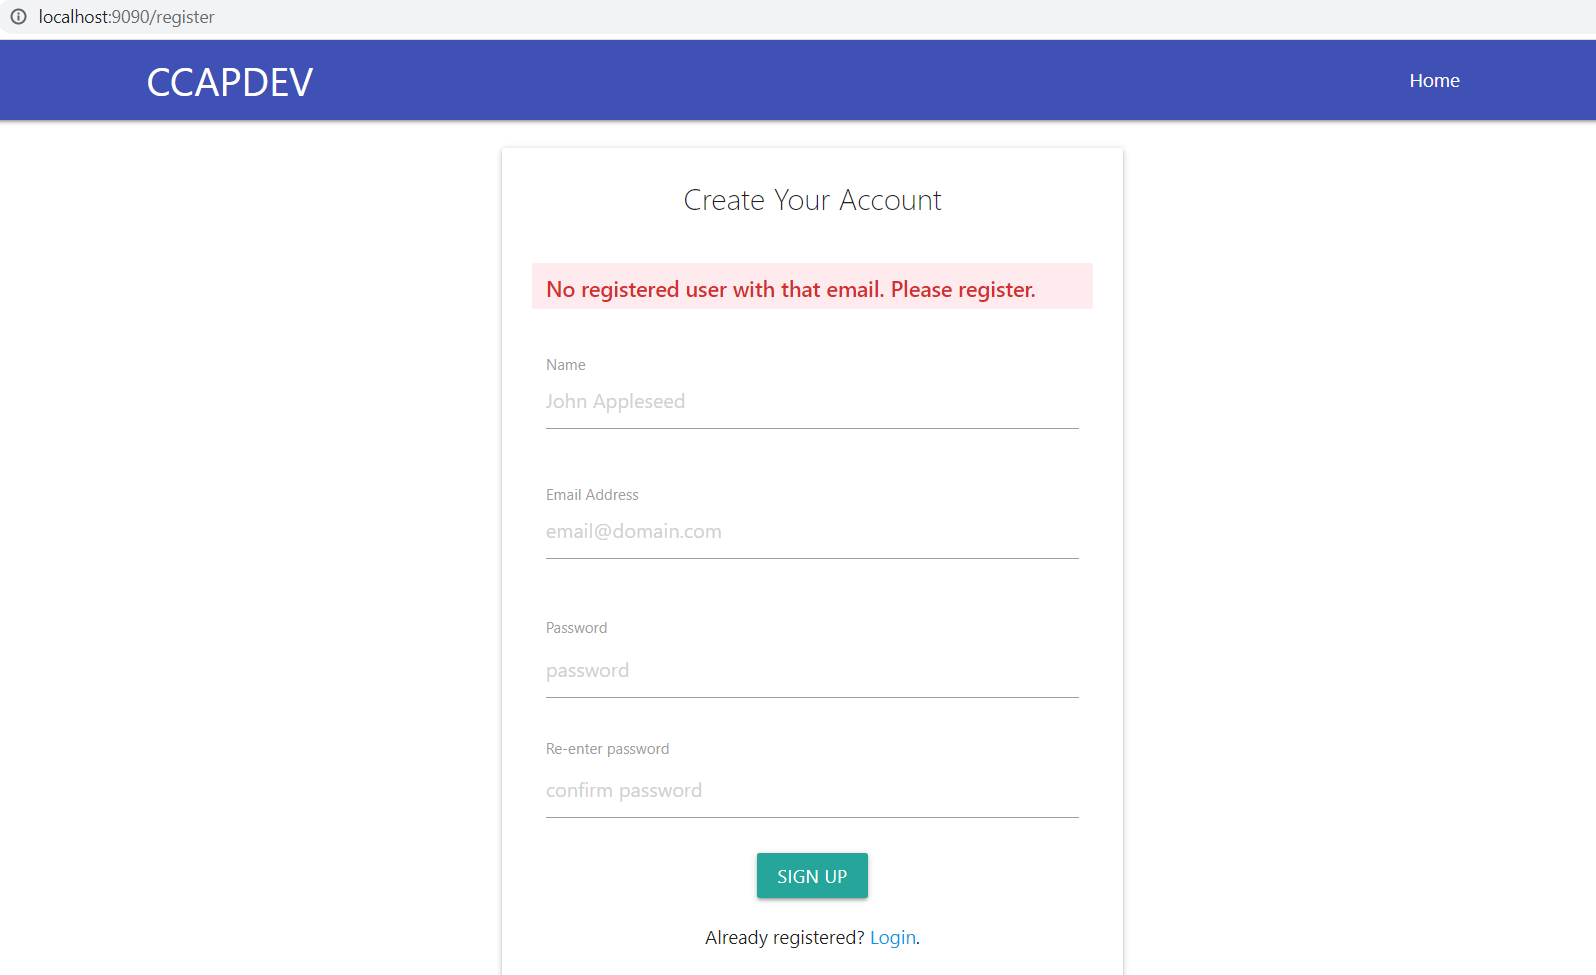 localhost:9090/register
CCAPDEV
Home
Create Your Account
No registered user with that email. Please register.
Name
John Appleseed
Email Address
email@domain.com
Password
password
Re-enter password
confirm password
SIGN UP
Already registered? Login.